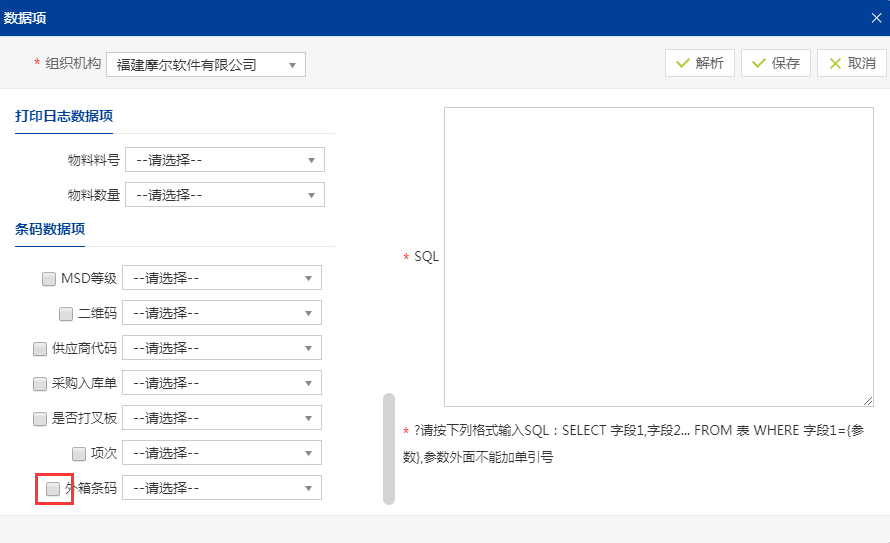 数据项
* 组织机构 福建摩尔软件有限公司 解析 保存 取消
打印日志数据项
物料料号 --请选择--
物料数量 --请选择--
条码数据项
MSD等级 --请选择--
二维码 --请选择--
供应商代码 --请选择--
采购入库单 --请选择--
是否打叉板 --请选择--
项次 --请选择--
外箱条码 --请选择--
* SQL
* ?请按下列格式输入SQL：SELECT 字段1,字段2... FROM 表 WHERE 字段1={参
数},参数外面不能加单引号